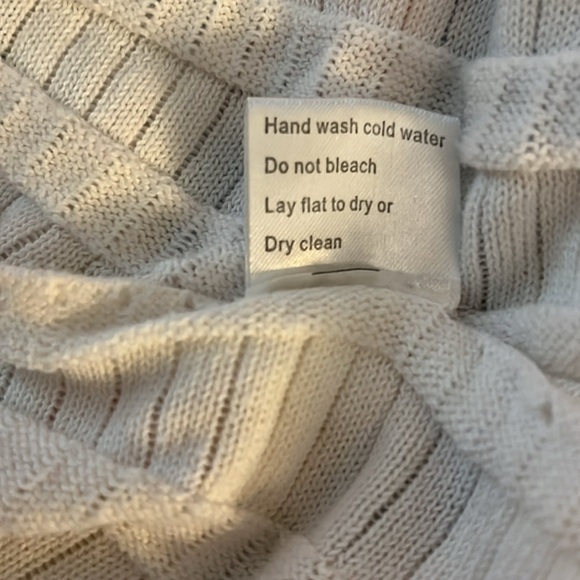 Hand wash cold water
Do not bleach
Lay flat to dry or
Dry clean